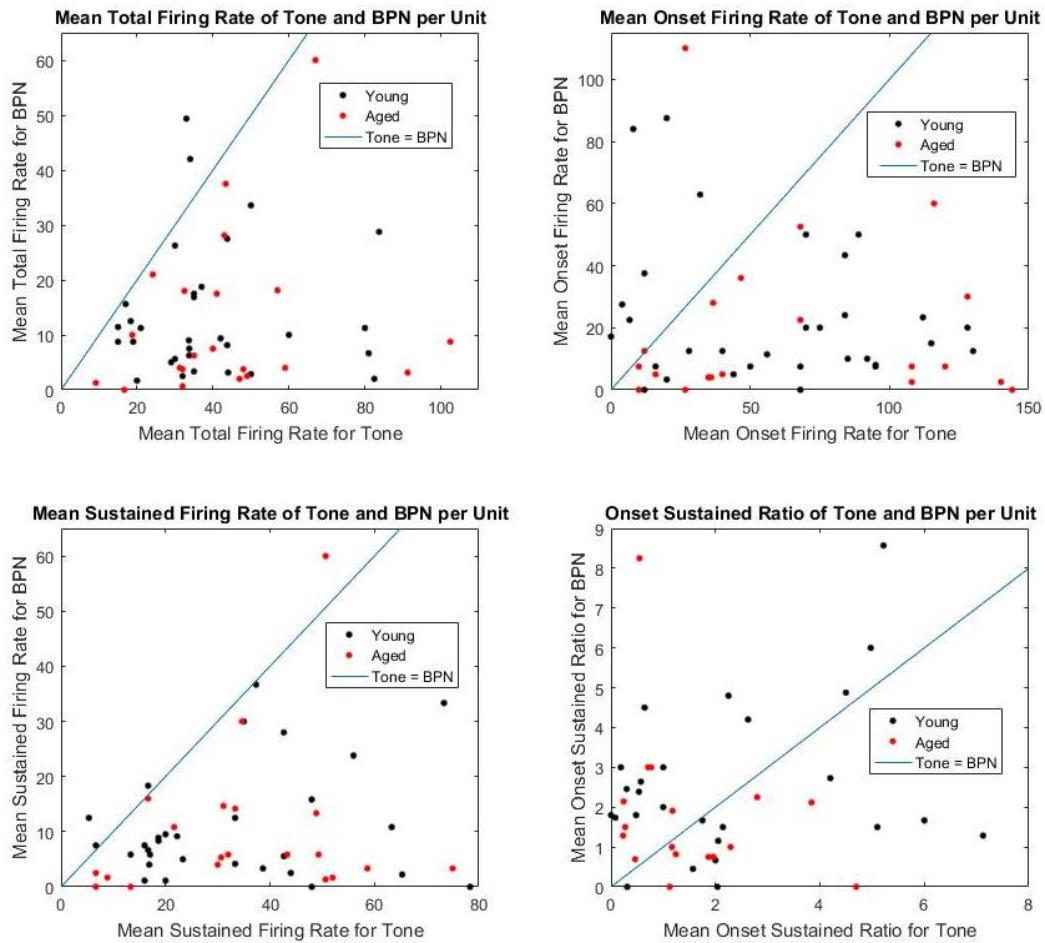 Mean Total Firing Rate of Tone and BPN per Unit
Mean Total Firing Rate for BPN
60
50
40
30
20
10
0
Young
Aged
Tone = BPN
0 20 40 60 80 100
Mean Total Firing Rate for Tone
Mean Onset Firing Rate of Tone and BPN per Unit
Mean Onset Firing Rate for BPN
100
80
60
40
20
0
Young
Aged
Tone = BPN
0 50 100 150
Mean Onset Firing Rate for Tone
Mean Sustained Firing Rate of Tone and BPN per Unit
Mean Sustained Firing Rate for BPN
60
50
40
30
20
10
0
Young
Aged
Tone = BPN
0 20 40 60 80
Mean Sustained Firing Rate for Tone
Onset Sustained Ratio of Tone and BPN per Unit
Mean Onset Sustained Ratio for BPN
9
8
7
6
5
4
3
2
1
0
Young
Aged
Tone = BPN
0 2 4 6 8
Mean Onset Sustained Ratio for Tone